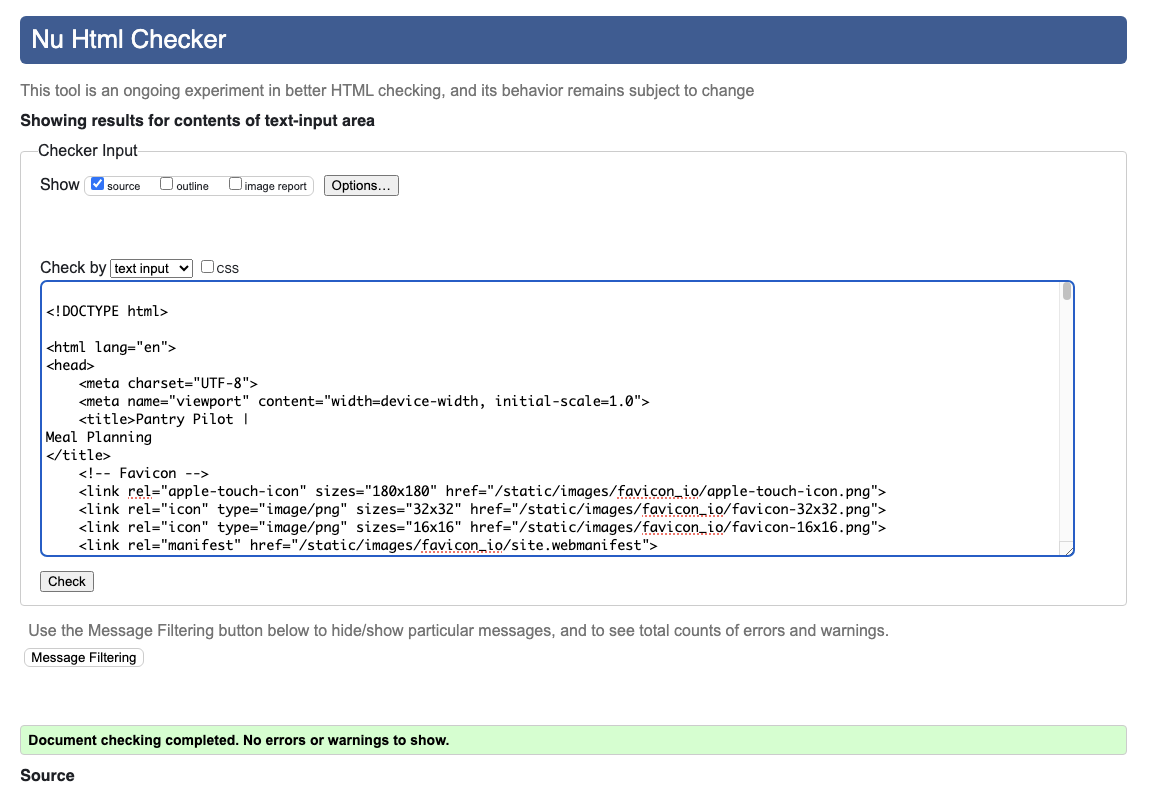 Nu Html Checker
This tool is an ongoing experiment in better HTML checking, and its behavior remains subject to change
Showing results for contents of text-input area
Checker Input
Show source outline image report Options...
Check by text input CSS
<!DOCTYPE html>
<html lang="en">
<head>
    <meta charset="UTF-8">
    <meta name="viewport" content="width=device-width, initial-scale=1.0">
    <title>Pantry Pilot |
Meal Planning
</title>
    <!-- Favicon -->
    <link rel="apple-touch-icon" sizes="180x180" href="/static/images/favicon_io/apple-touch-icon.png">
    <link rel="icon" type="image/png" sizes="32x32" href="/static/images/favicon_io/favicon-32x32.png">
    <link rel="icon" type="image/png" sizes="16x16" href="/static/images/favicon_io/favicon-16x16.png">
    <link rel="manifest" href="/static/images/favicon_io/site.webmanifest">
Check
Use the Message Filtering button below to hide/show particular messages, and to see total counts of errors and warnings.
Message Filtering
Document checking completed. No errors or warnings to show.
Source